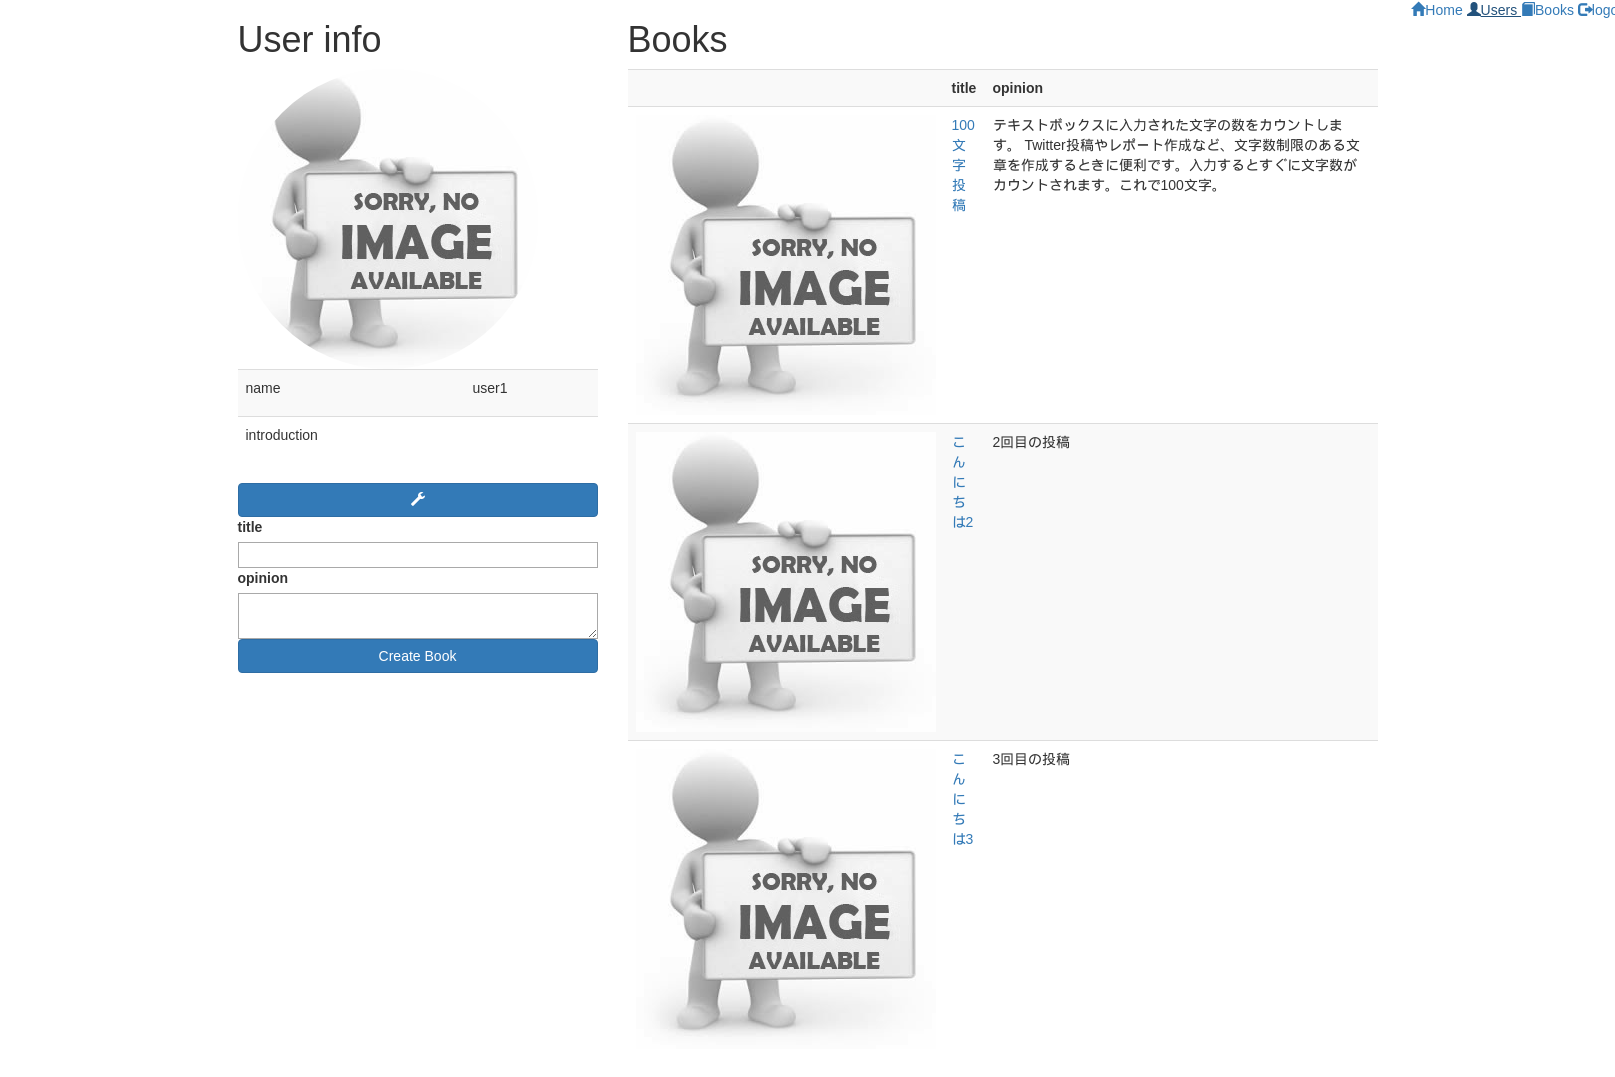 Home Users Books logo
User info
SORRY, NO
IMAGE
AVAILABLE
name user1
introduction
title
opinion
Create Book
Books
title opinion
SORRY, NO
IMAGE
AVAILABLE
100
文
字
投
稿
テキストボックスに入力された文字の数をカウントしま
す。 Twitter投稿やレポート作成など、文字数制限のある文
章を作成するときに便利です。入力するとすぐに文字数が
カウントされます。これで100文字。
SORRY, NO
IMAGE
AVAILABLE
こ
ん
に
ち
は2
2回目の投稿
SORRY, NO
IMAGE
AVAILABLE
こ
ん
に
ち
は3
3回目の投稿